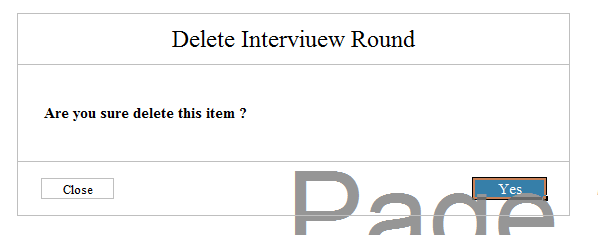 Delete Interviuew Round
Are you sure delete this item ?
Close
Yes
Page